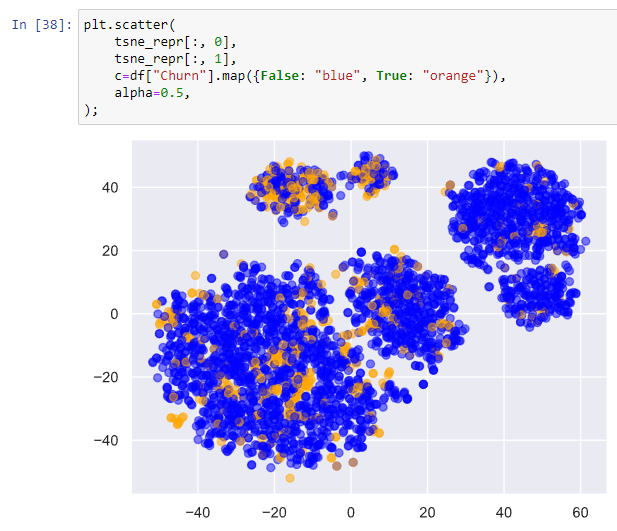 In [38]: plt.scatter(
tsne_repr[:, 0],
tsne_repr[:, 1],
c=df["Churn"].map({False: "blue", True: "orange"}),
alpha=0.5,
);
40
20
0
−20
−40
−40 −20 0 20 40 60